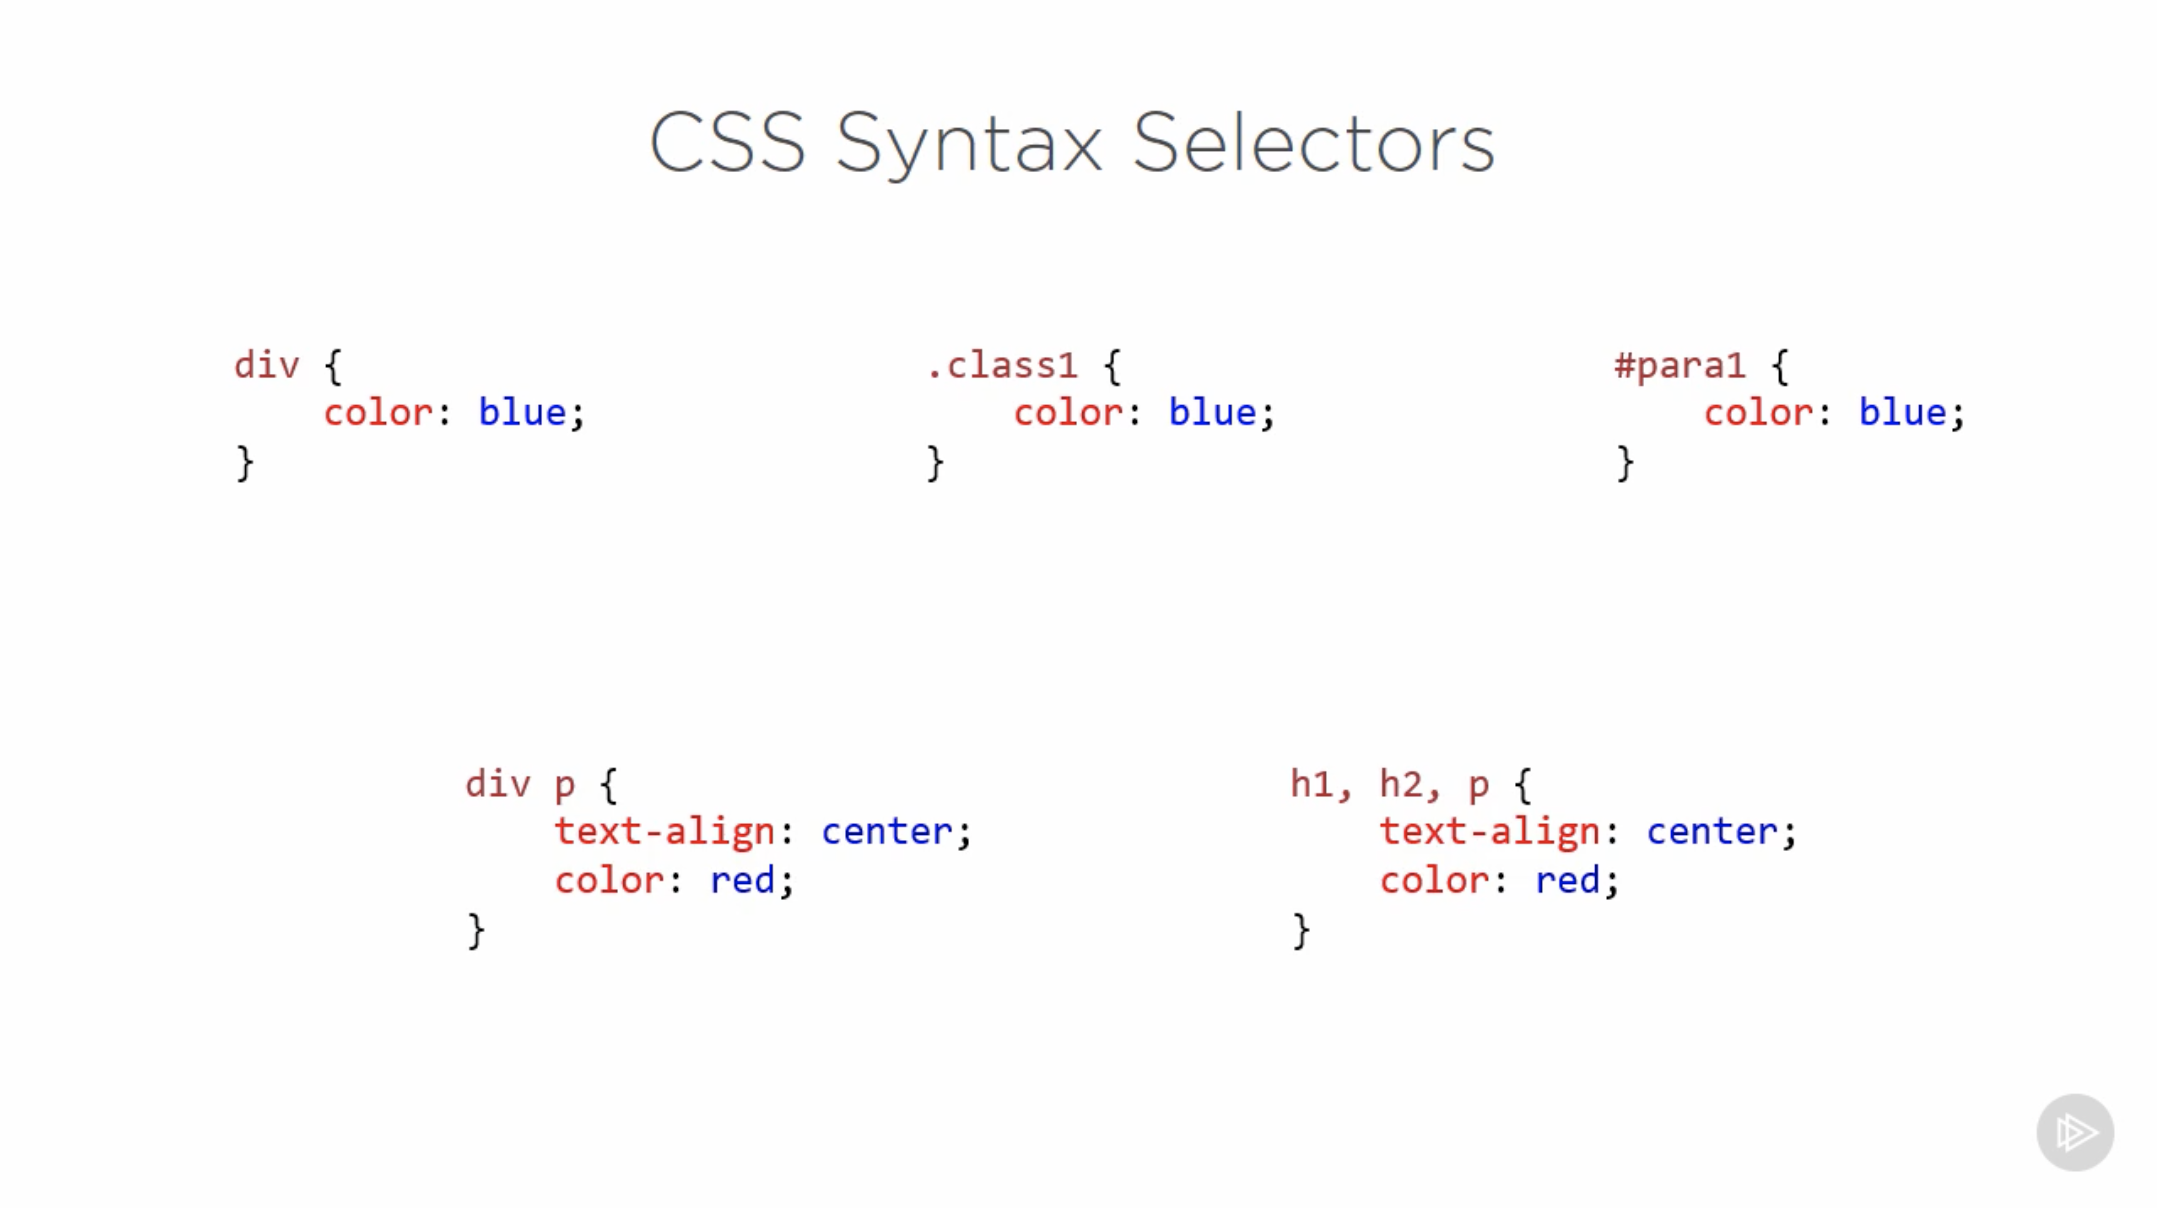 CSS Syntax Selectors
div {
    color: blue;
}
.class1 {
    color: blue;
}
#para1 {
    color: blue;
}
div p {
    text-align: center;
    color: red;
}
h1, h2, p {
    text-align: center;
    color: red;
}